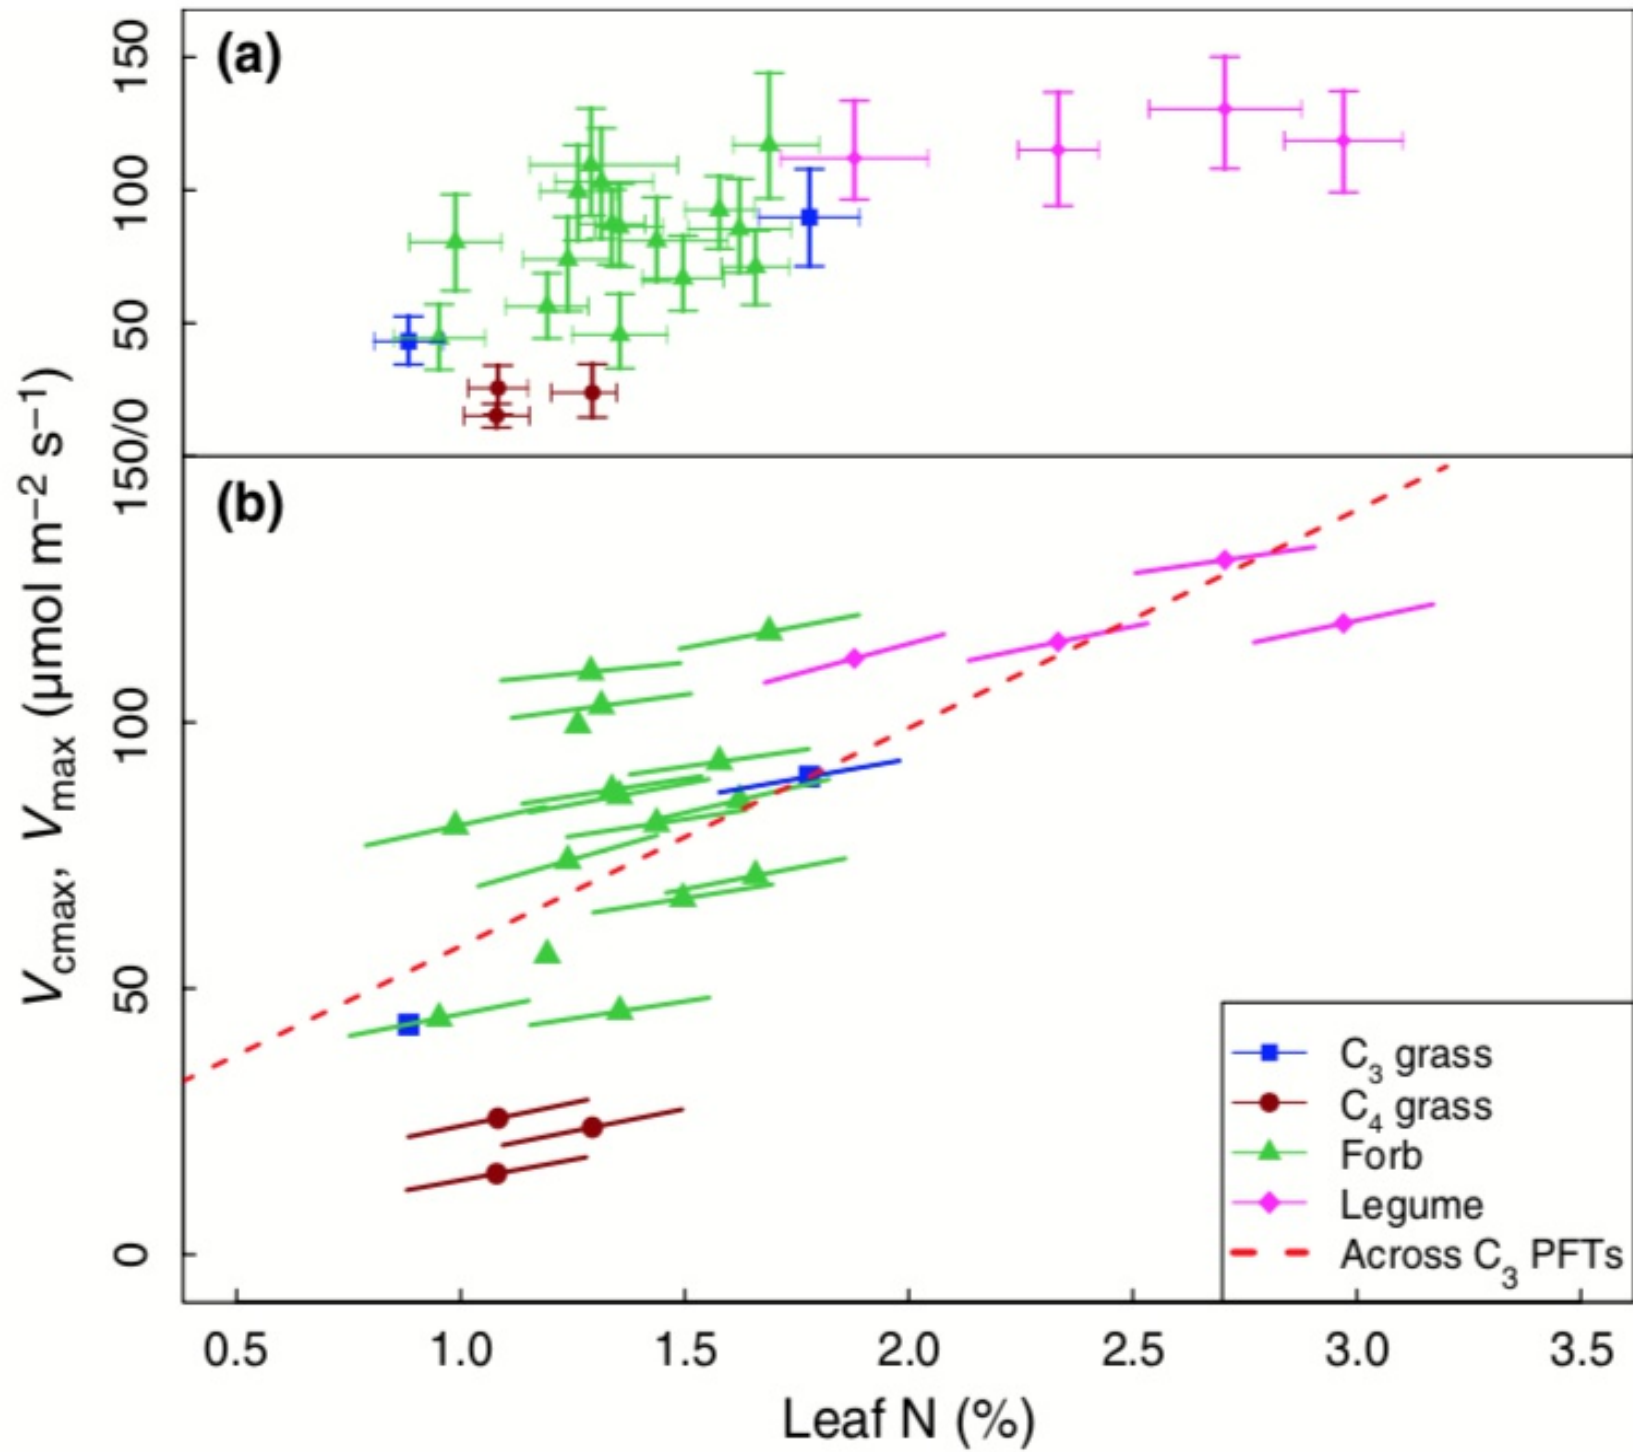 (a)
150
100
50
150/0
(b)
100
50
0
Vcmax, Vmax (μmol m−2 s−1)
C3 grass
C4 grass
Forb
Legume
Across C3 PFTs
0.5 1.0 1.5 2.0 2.5 3.0 3.5
Leaf N (%)